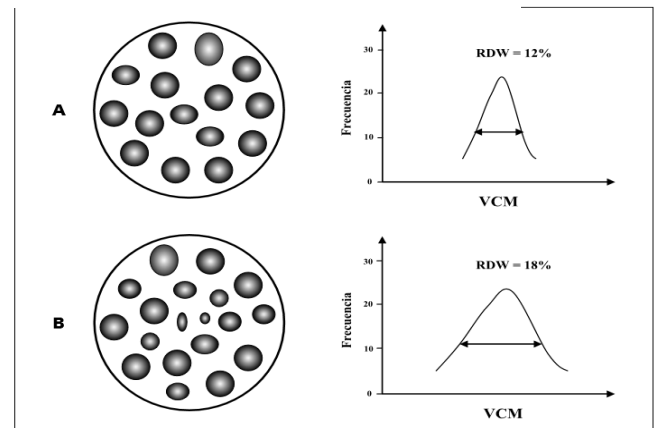 A
Frecuencia
30
20
10
0
RDW = 12%
VCM
B
Frecuencia
30
20
10
0
RDW = 18%
VCM